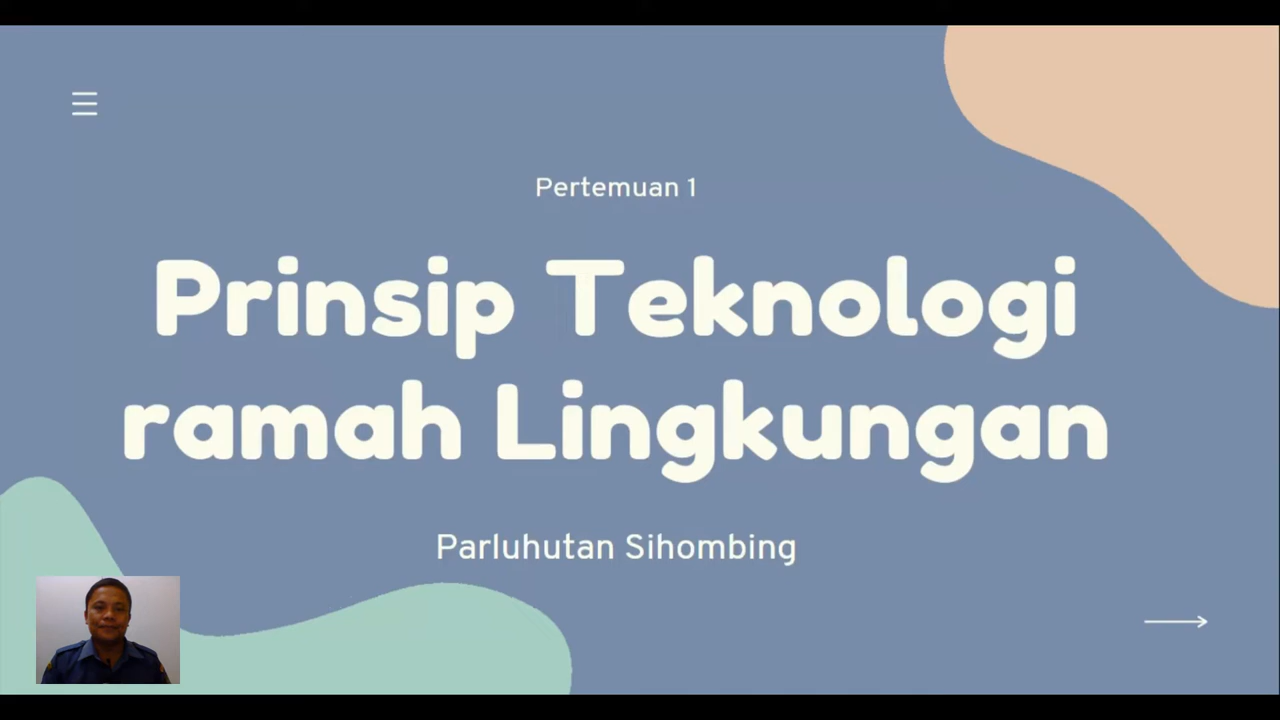 Pertemuan 1
Prinsip Teknologi
ramah Lingkungan
Parluhutan Sihombing